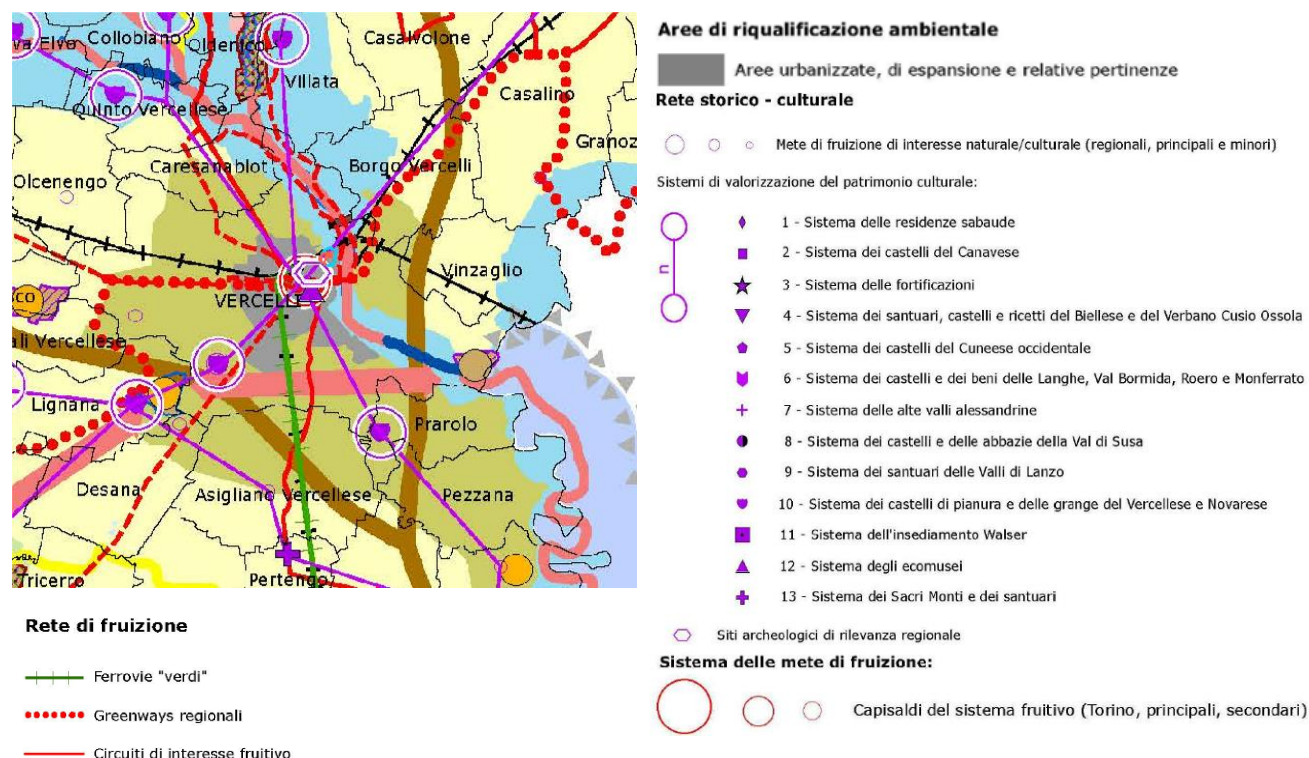 va Elvo
Collobiano
Oldenico
Casalvolone
Villata
Quinto Vercellese
Casalino
Granoz
Caresanablot
Borgo Vercelli
Olcenengo
Vinzaglio
VERCELLI
CO
ali Vercellese
Lignana
Prarolo
Desana
Asigliano Vercellese
Pezzana
Tricerro
Pertengo
Rete di fruizione
Ferrovie "verdi"
Greenways regionali
Circuiti di interesse fruitivo
Aree di riqualificazione ambientale
Aree urbanizzate, di espansione e relative pertinenze
Rete storico - culturale
Mete di fruizione di interesse naturale/culturale (regionali, principali e minori)
Sistemi di valorizzazione del patrimonio culturale:
n
1 - Sistema delle residenze sabaude
2 - Sistema dei castelli del Canavese
3 - Sistema delle fortificazioni
4 - Sistema dei santuari, castelli e ricetti del Biellese e del Verbano Cusio Ossola
5 - Sistema dei castelli del Cuneese occidentale
6 - Sistema dei castelli e dei beni delle Langhe, Val Bormida, Roero e Monferrato
7 - Sistema delle alte valli alessandrine
8 - Sistema dei castelli e delle abbazie della Val di Susa
9 - Sistema dei santuari delle Valli di Lanzo
10 - Sistema dei castelli di pianura e delle grange del Vercellese e Novarese
11 - Sistema dell'insediamento Walser
12 - Sistema degli ecomusei
13 - Sistema dei Sacri Monti e dei santuari
Siti archeologici di rilevanza regionale
Sistema delle mete di fruizione:
Capisaldi del sistema fruitivo (Torino, principali, secondari)